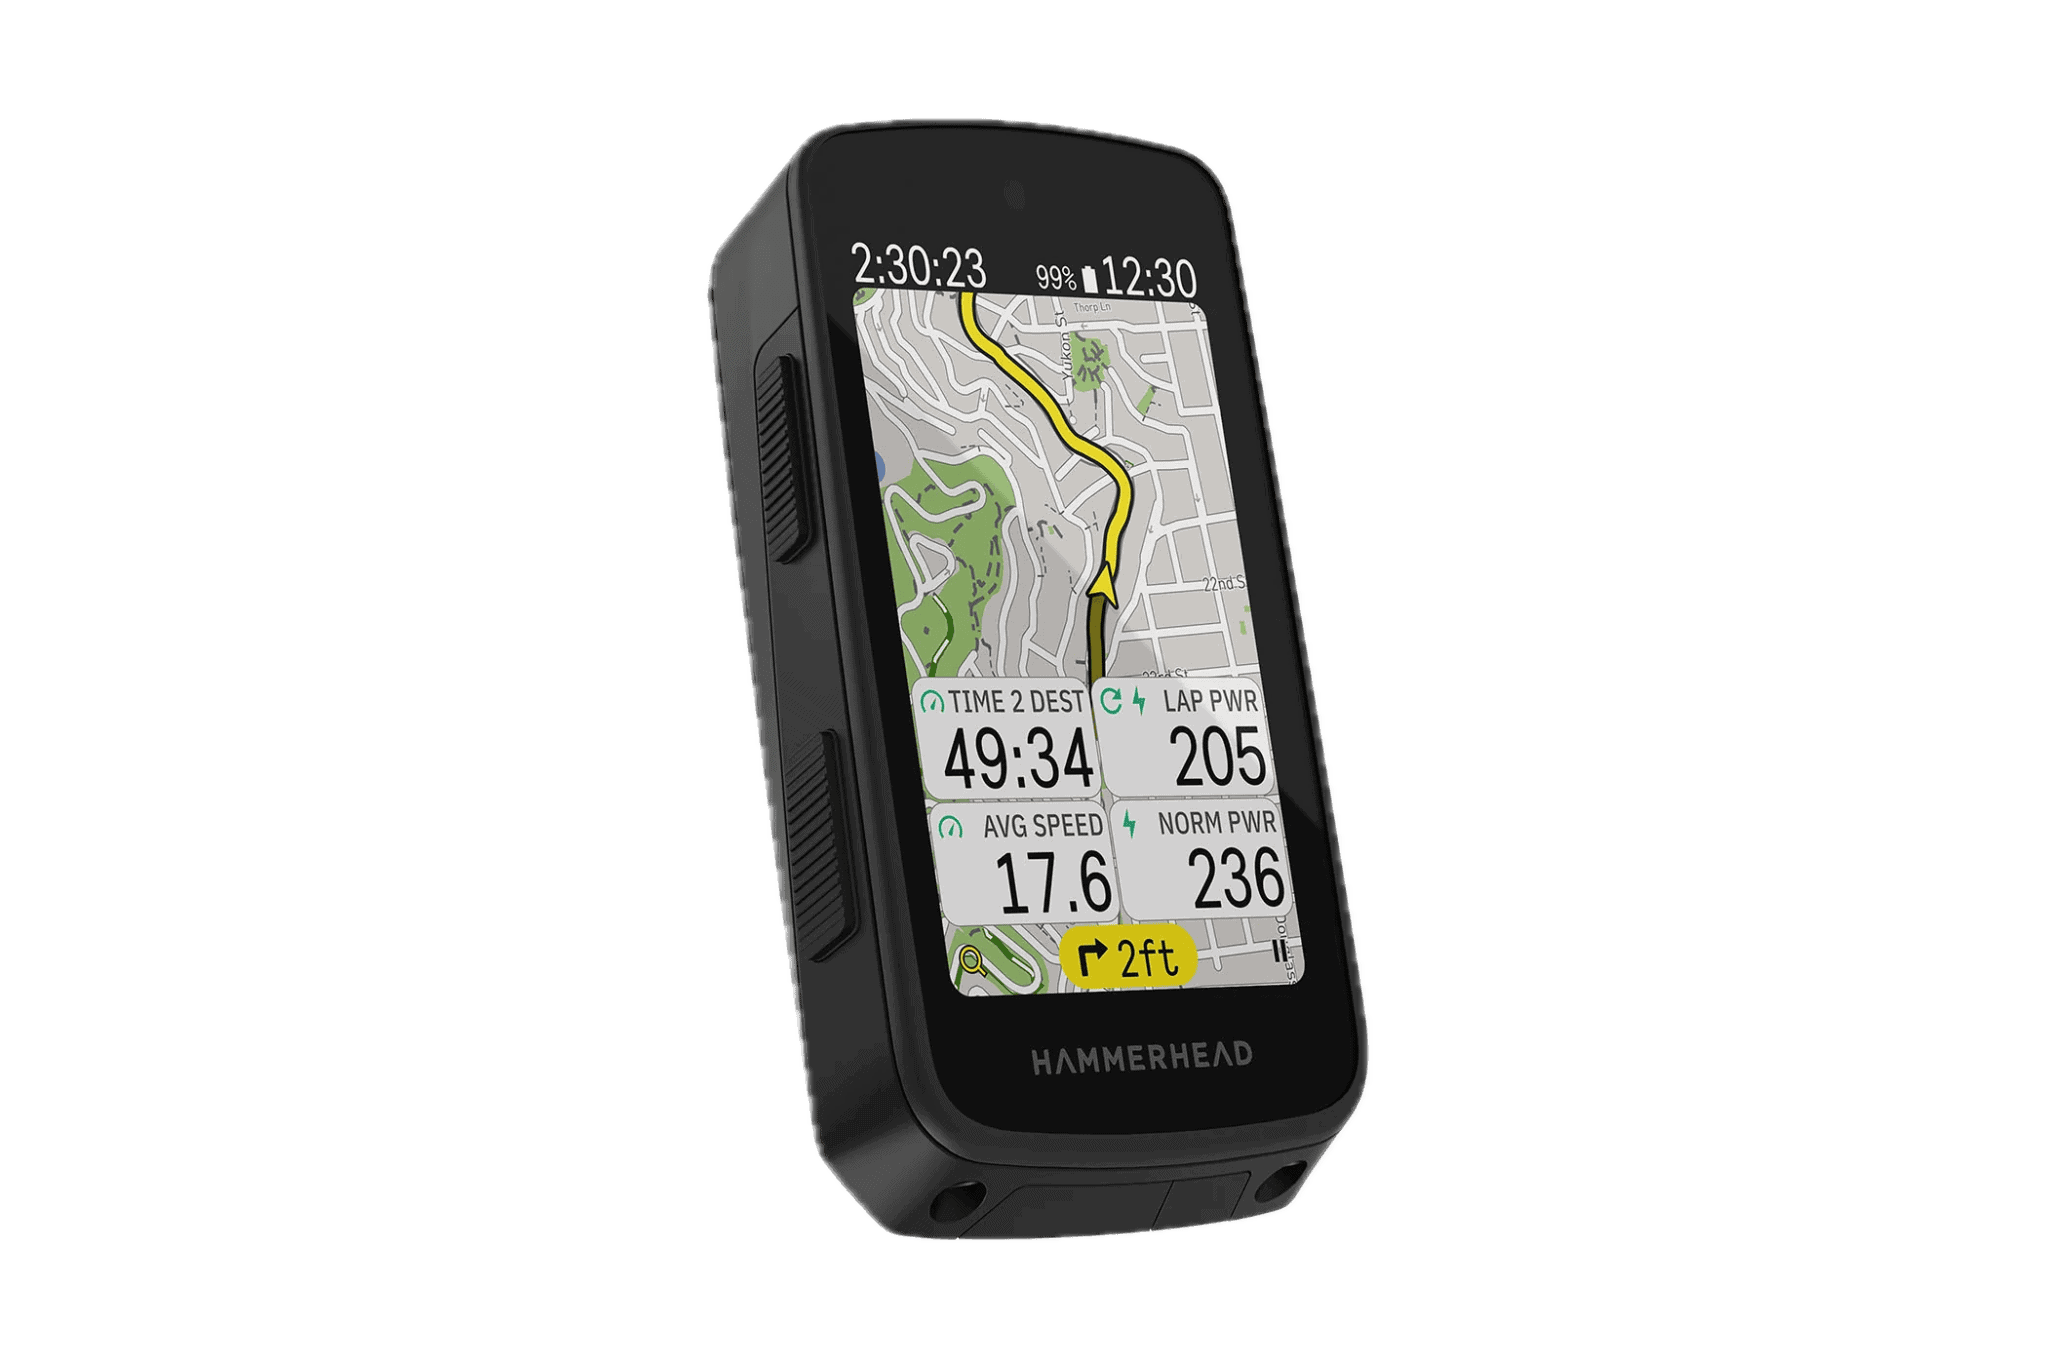 2:30:23 99% 12:30
Thorp Ln
Yukon St
22nd S
23rd St
TIME 2 DEST
49:34
LAP PWR
205
AVG SPEED
17.6
NORM PWR
236
2ft
HAMMERHEAD